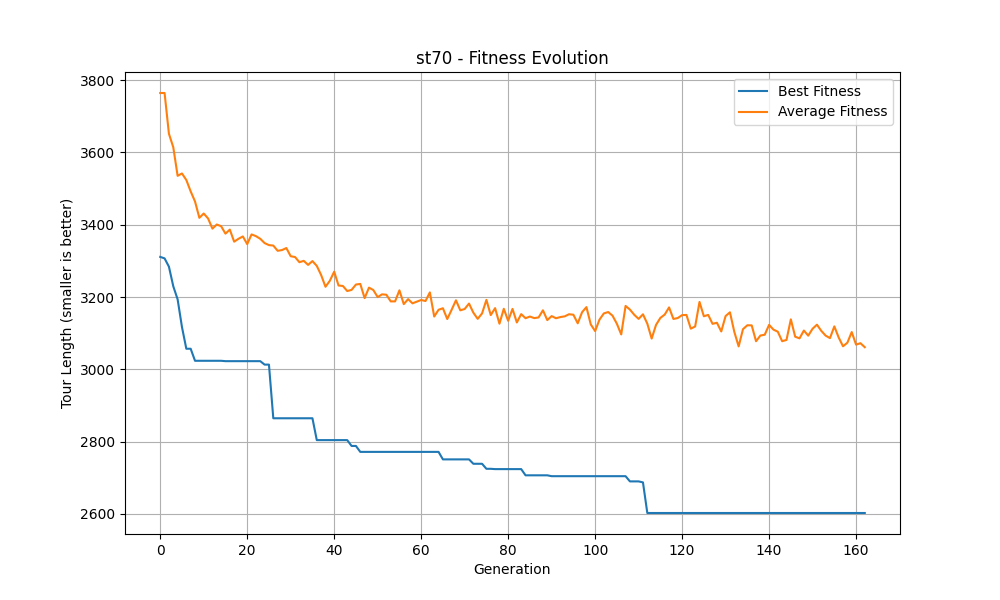 st70 - Fitness Evolution
Best Fitness
Average Fitness
Tour Length (smaller is better)
3800
3600
3400
3200
3000
2800
2600
0 20 40 60 80 100 120 140 160
Generation